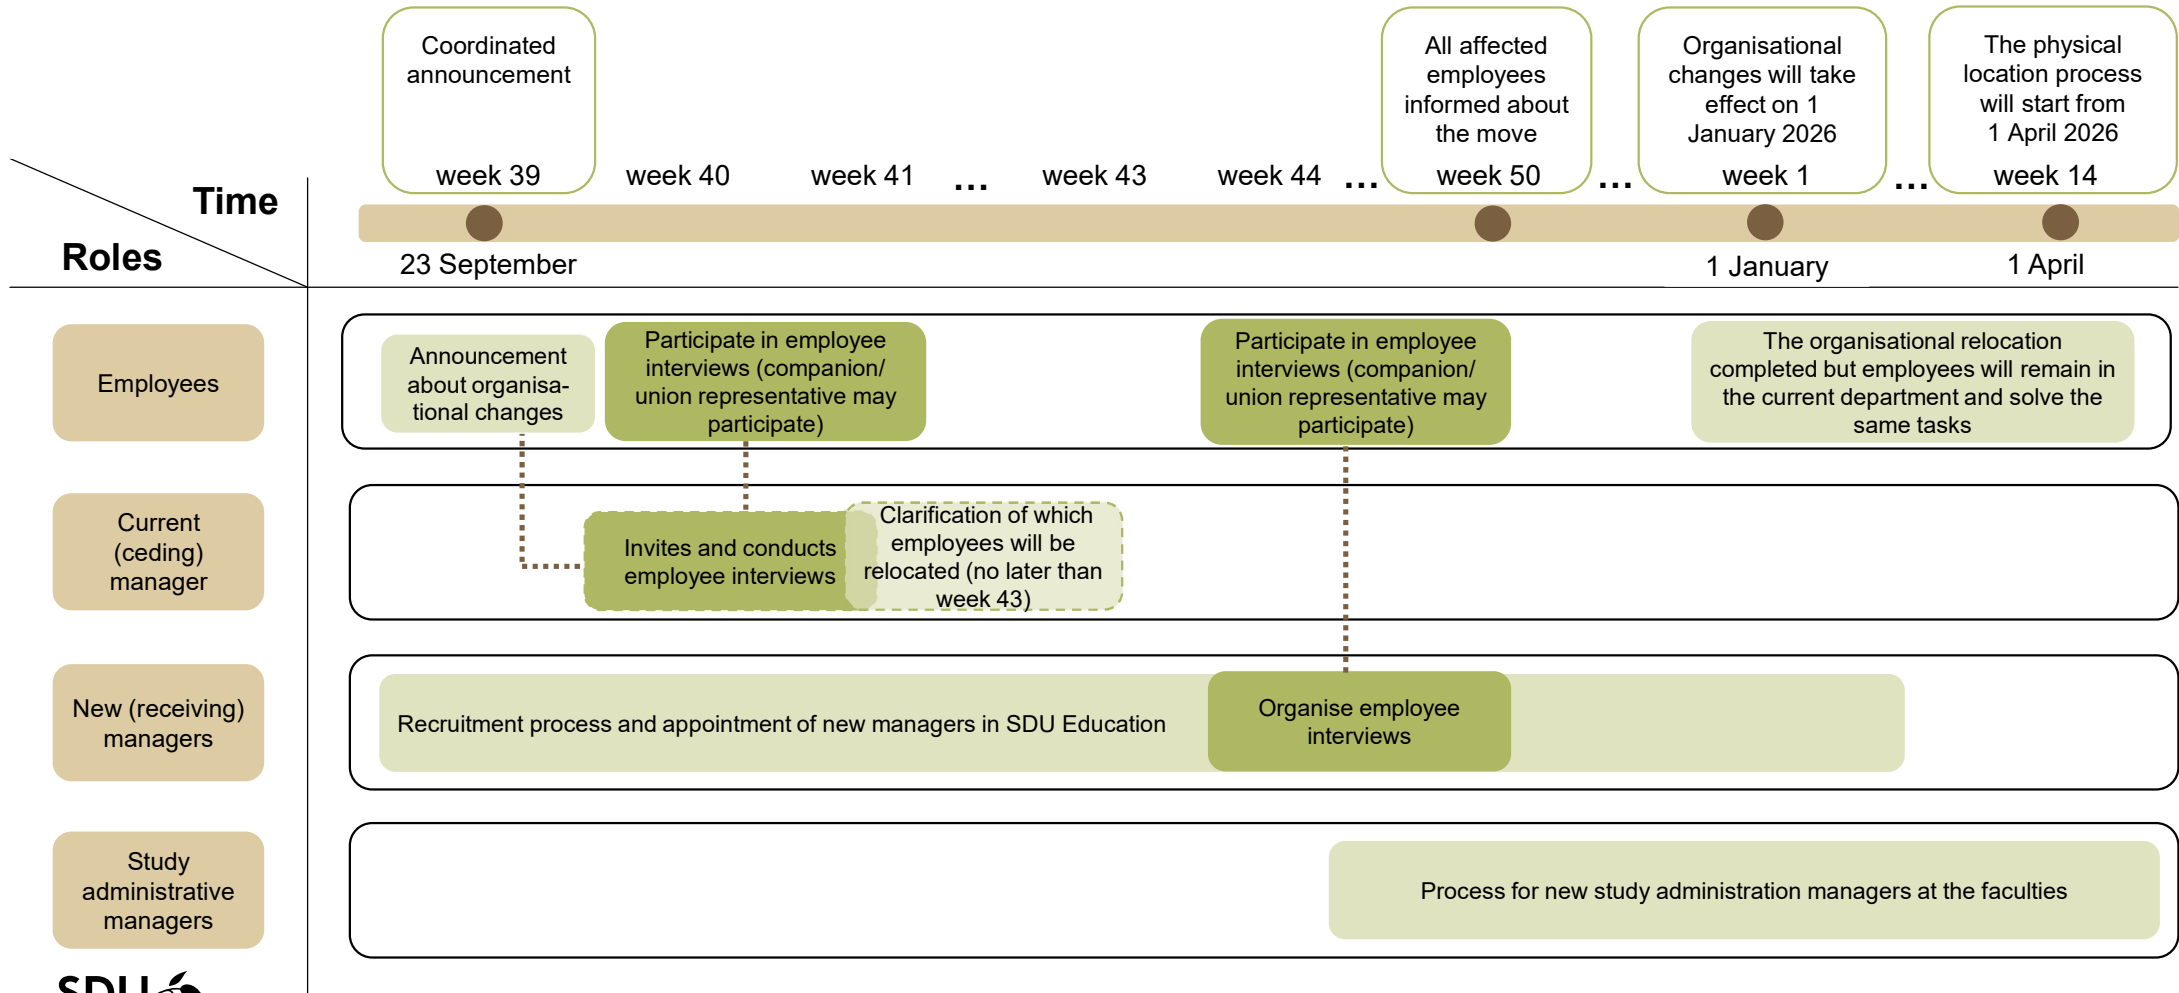 Coordinated
announcement
week 39
week 40
week 41
...
week 43
week 44
...
All affected
employees
informed about
the move
week 50
...
Organisational
changes will take
effect on 1
January 2026
week 1
...
The physical
location process
will start from
1 April 2026
week 14
Time
Roles
23 September
1 January
1 April
Employees
Announcement
about organisa-
tional changes
Participate in employee
interviews (companion/
union representative may
participate)
Participate in employee
interviews (companion/
union representative may
participate)
The organisational relocation
completed but employees will remain in
the current department and solve the
same tasks
Current
(ceding)
manager
Invites and conducts
employee interviews
Clarification of which
employees will be
relocated (no later than
week 43)
New (receiving)
managers
Recruitment process and appointment of new managers in SDU Education
Organise employee
interviews
Study
administrative
managers
Process for new study administration managers at the faculties
SDU